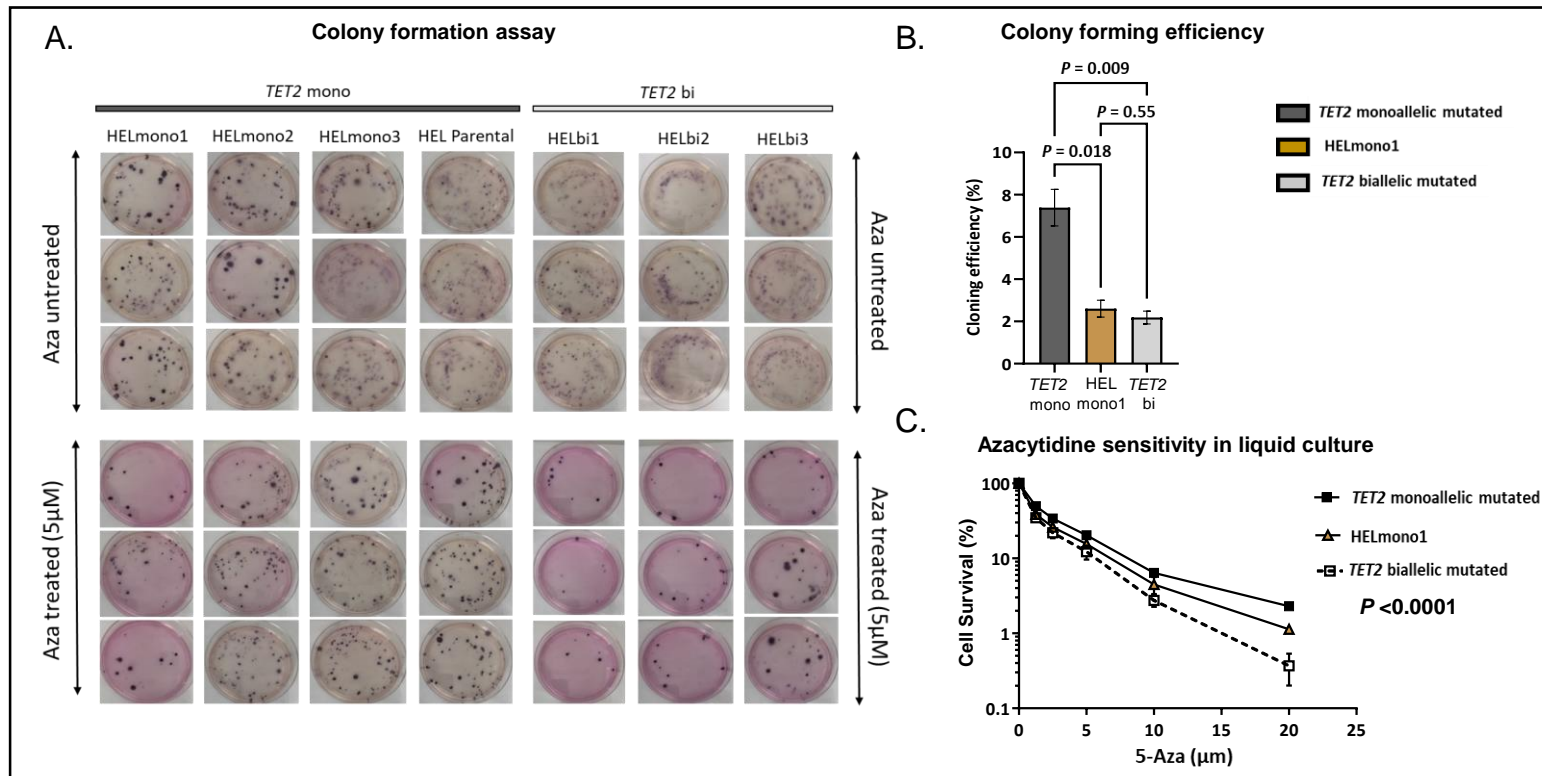 A.
Colony formation assay
TET2 mono
TET2 bi
HELmono1 HELmono2 HELmono3 HEL Parental HELbi1 HELbi2 HELbi3
Aza untreated
Aza untreated
Aza treated (5µM)
Aza treated (5µM)
B.
Colony forming efficiency
P = 0.009
P = 0.55
P = 0.018
Cloning efficiency (%)
10
8
6
4
2
0
TET2 mono
HEL mono1
TET2 bi
TET2 monoallelic mutated
HELmono1
TET2 biallelic mutated
C.
Azacytidine sensitivity in liquid culture
Cell Survival (%)
100
10
1
0.1
0 5 10 15 20 25
5-Aza (µm)
TET2 monoallelic mutated
HELmono1
TET2 biallelic mutated
P <0.0001